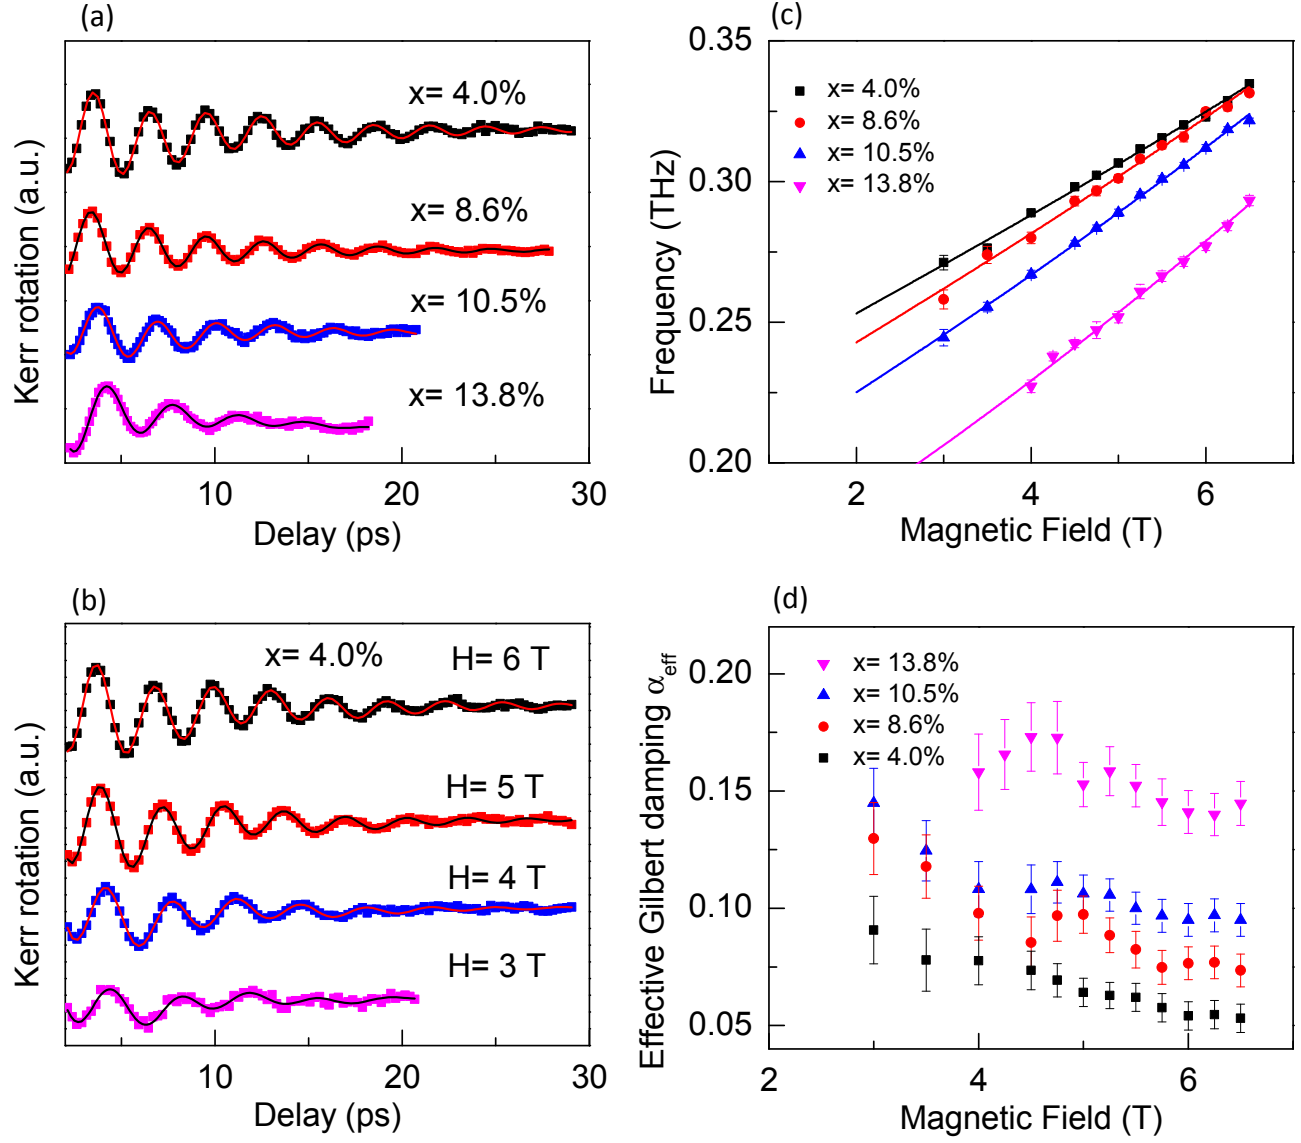 (a)
x= 4.0%
x= 8.6%
x= 10.5%
x= 13.8%
Kerr rotation (a.u.)
10
20
30
Delay (ps)
(c)
0.35
0.30
0.25
0.20
x= 4.0%
x= 8.6%
x= 10.5%
x= 13.8%
Frequency (THz)
2
4
6
Magnetic Field (T)
(b)
x= 4.0%
H= 6 T
H= 5 T
H= 4 T
H= 3 T
Kerr rotation (a.u.)
10
20
30
Delay (ps)
(d)
0.20
0.15
0.10
0.05
x= 13.8%
x= 10.5%
x= 8.6%
x= 4.0%
Effective Gilbert damping α_eff
2
4
6
Magnetic Field (T)